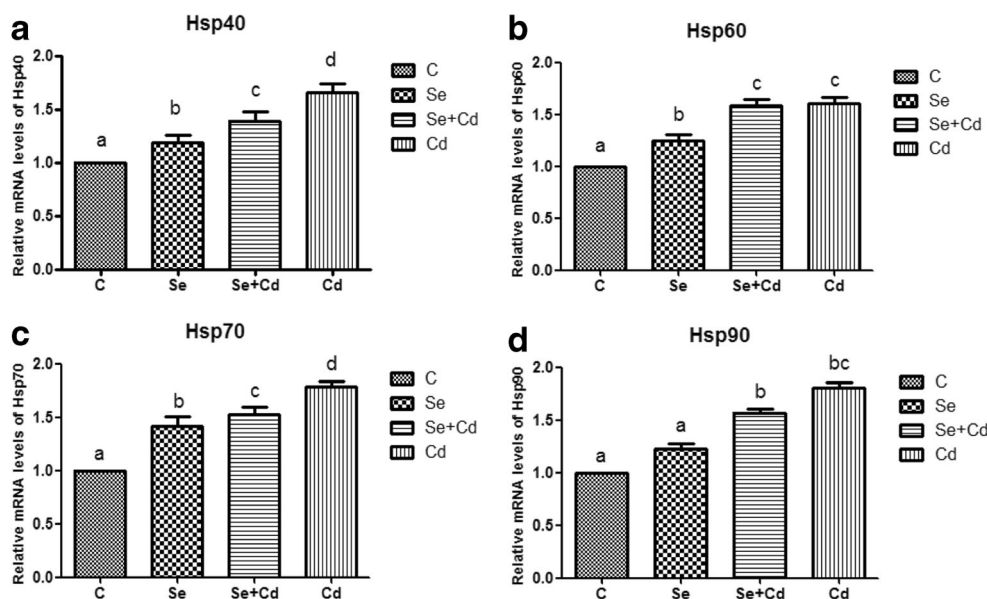 a
Hsp40
Relative mRNA levels of Hsp40
2.0
1.5
1.0
0.5
0.0
a
b
c
d
C
Se
Se+Cd
Cd
C
Se
Se+Cd
Cd
b
Hsp60
Relative mRNA levels of Hsp60
2.0
1.5
1.0
0.5
0.0
a
b
c
c
C
Se
Se+Cd
Cd
C
Se
Se+Cd
Cd
c
Hsp70
Relative mRNA levels of Hsp70
2.0
1.5
1.0
0.5
0.0
a
b
c
d
C
Se
Se+Cd
Cd
C
Se
Se+Cd
Cd
d
Hsp90
Relative mRNA levels of Hsp90
2.0
1.5
1.0
0.5
0.0
a
a
b
bc
C
Se
Se+Cd
Cd
C
Se
Se+Cd
Cd